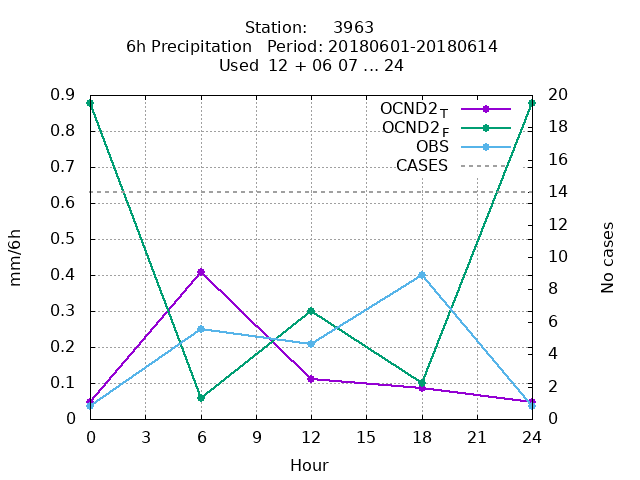 Station: 3963
6h Precipitation Period: 20180601-20180614
Used 12 + 06 07 ... 24
OCND2T
OCND2F
OBS
CASES
0.9
0.8
0.7
0.6
0.5
0.4
0.3
0.2
0.1
0
mm/6h
20
18
16
14
12
10
8
6
4
2
0
No cases
0 3 6 9 12 15 18 21 24
Hour